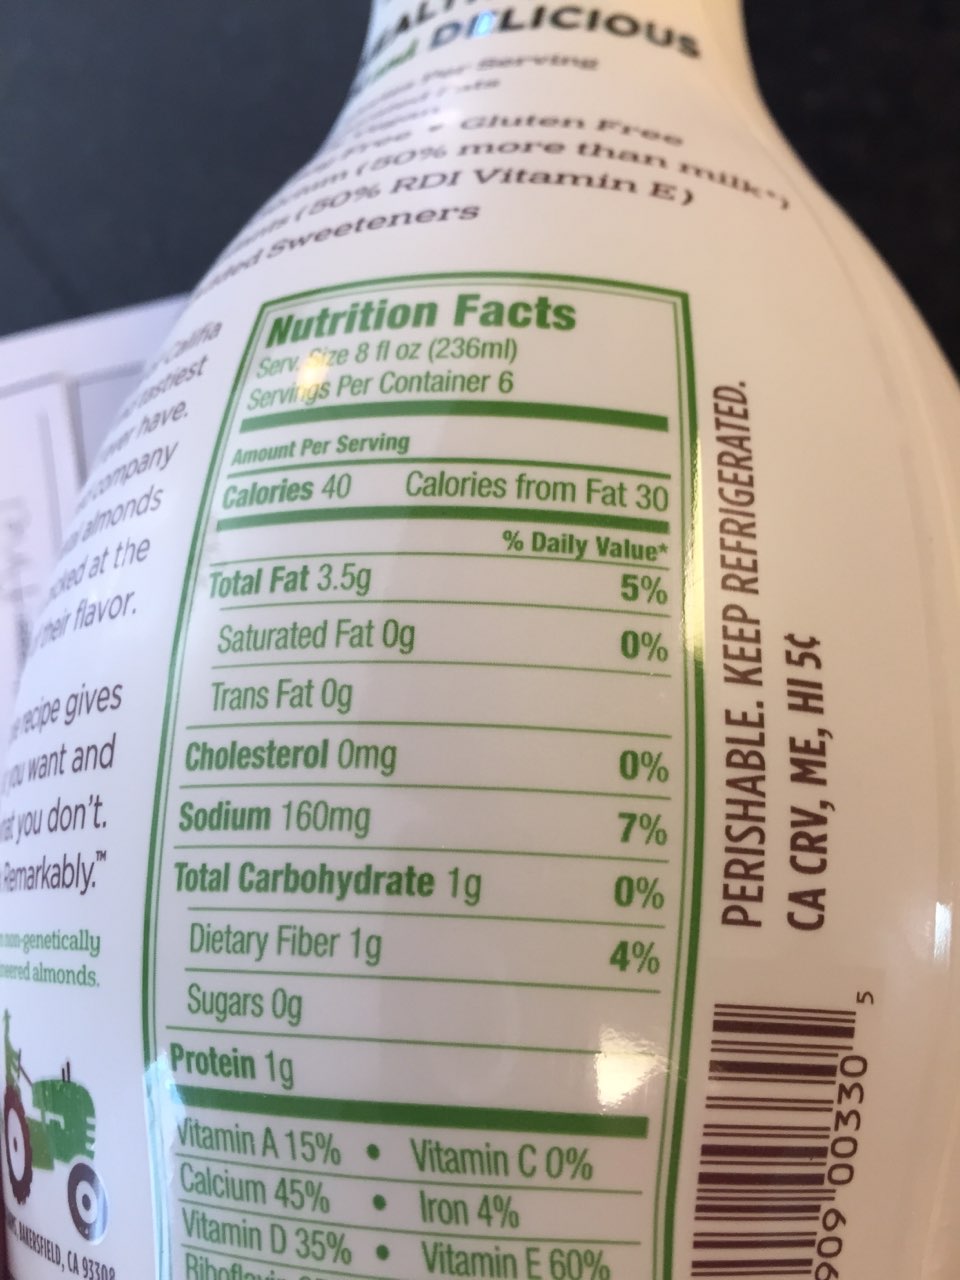 DELICIOUS
Per Serving
Free • Gluten Free
(50% more than milk*)
(50% RDI Vitamin E)
Sweeteners
Califia
tastiest
ever have.
company
almonds
at the
their flavor.
recipe gives
you want and
you don't.
Remarkably.™
non-genetically
almonds.
BAKERSFIELD, CA 93308
Nutrition Facts
Serv. Size 8 fl oz (236ml)
Servings Per Container 6
Amount Per Serving
Calories 40 Calories from Fat 30
% Daily Value*
Total Fat 3.5g 5%
Saturated Fat 0g 0%
Trans Fat 0g
Cholesterol 0mg 0%
Sodium 160mg 7%
Total Carbohydrate 1g 0%
Dietary Fiber 1g 4%
Sugars 0g
Protein 1g
Vitamin A 15% • Vitamin C 0%
Calcium 45% • Iron 4%
Vitamin D 35% • Vitamin E 60%
Riboflavin
PERISHABLE. KEEP REFRIGERATED.
CA CRV, ME, HI 5¢
909 00330 5